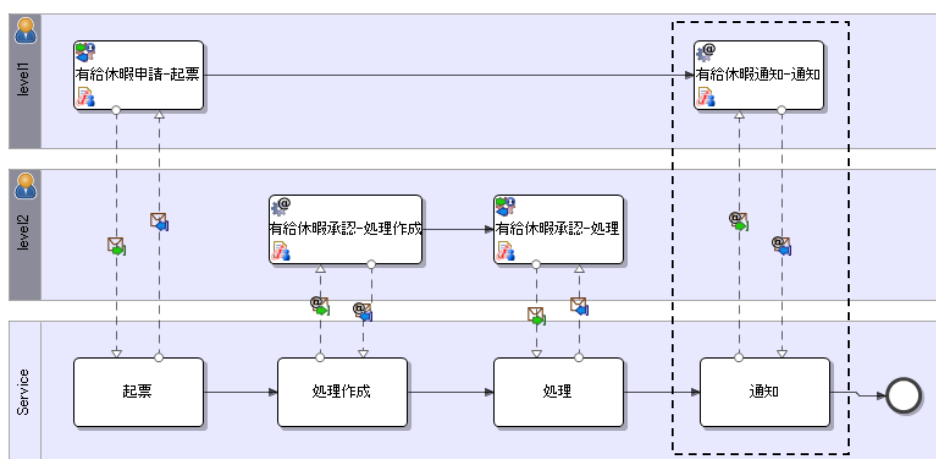 level1
有給休暇申請-起票
有給休暇通知-通知
level2
有給休暇承認-処理作成
有給休暇承認-処理
Service
起票
処理作成
処理
通知